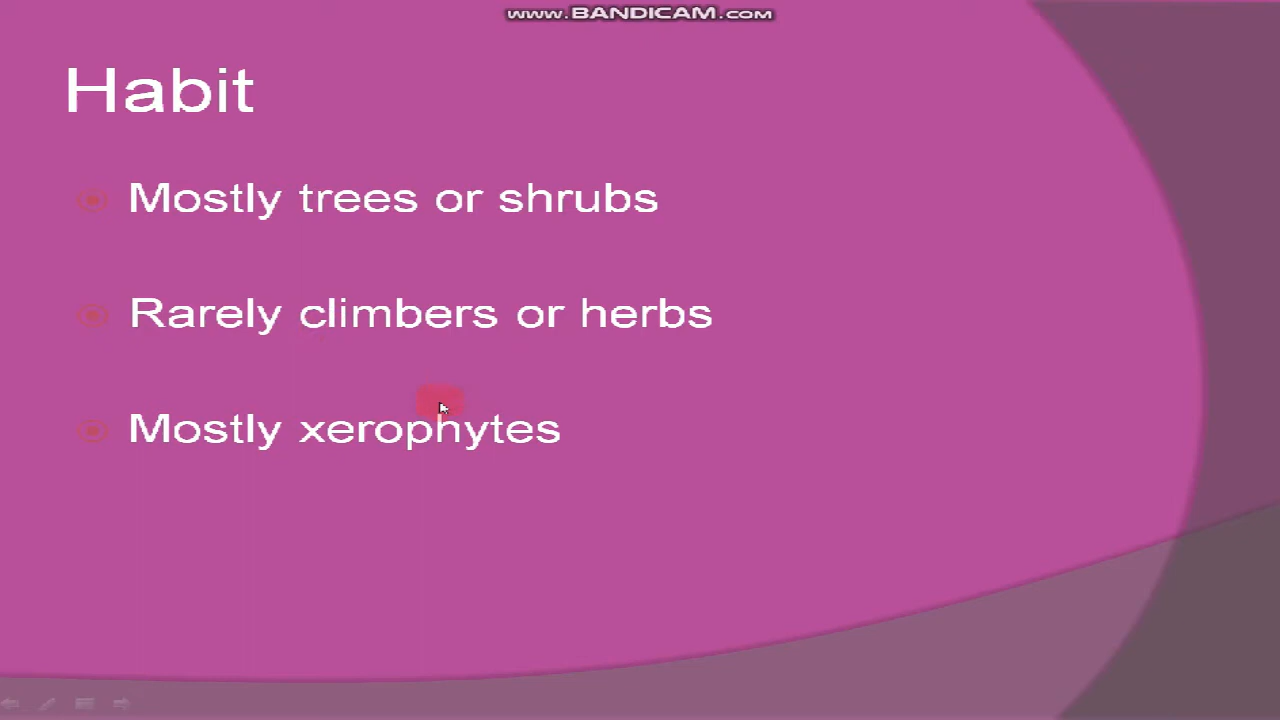 www.BANDICAM.com
Habit
Mostly trees or shrubs
Rarely climbers or herbs
Mostly xerophytes